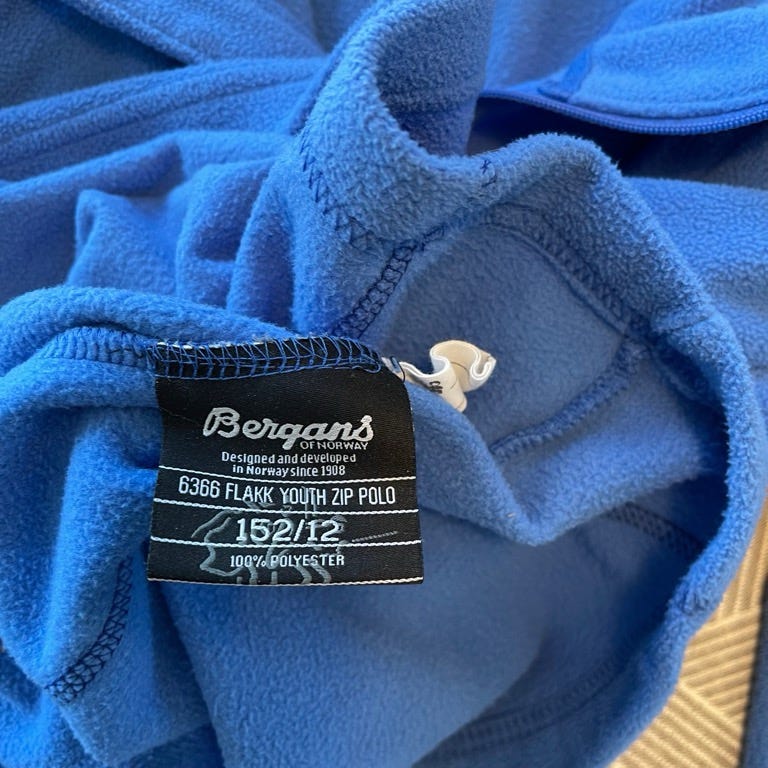 Bergans
OF NORWAY
Designed and developed
in Norway since 1908
6366 FLAKK YOUTH ZIP POLO
152/12
100% POLYESTER